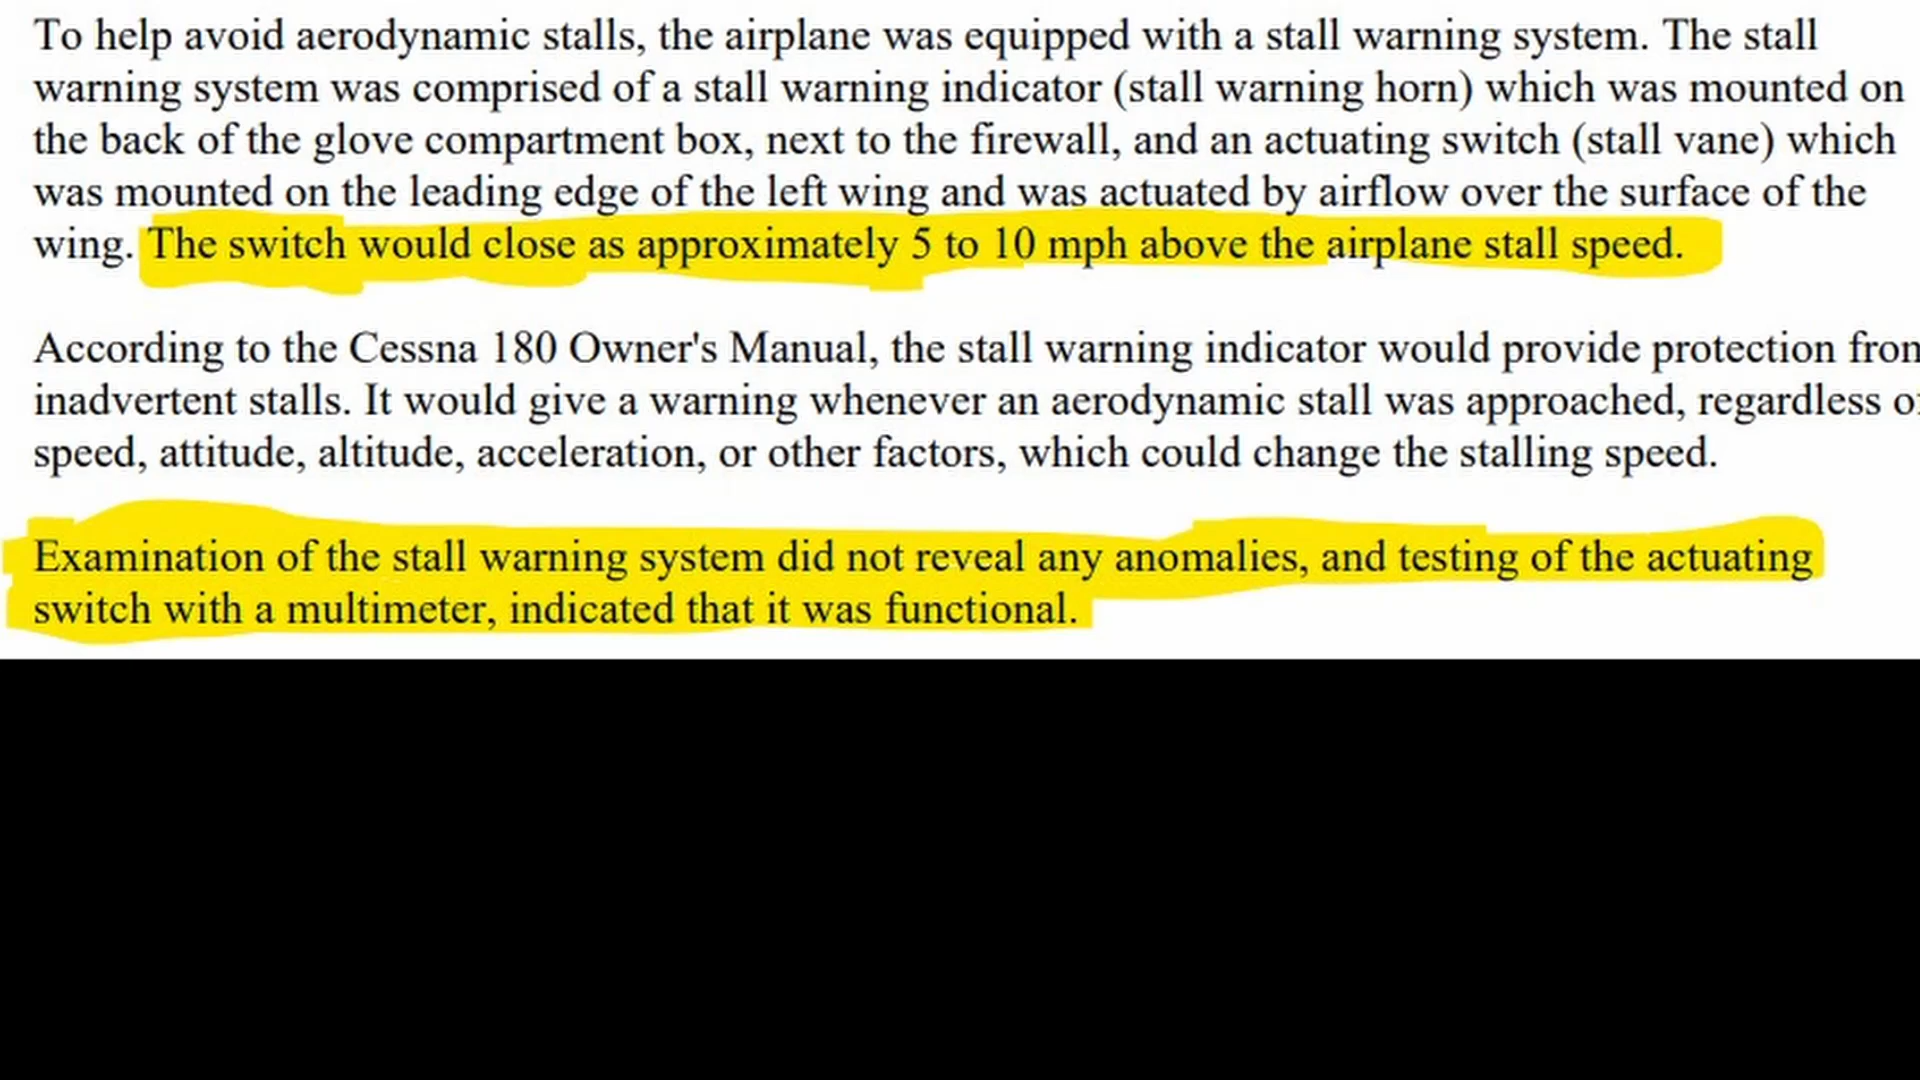 To help avoid aerodynamic stalls, the airplane was equipped with a stall warning system. The stall
warning system was comprised of a stall warning indicator (stall warning horn) which was mounted on
the back of the glove compartment box, next to the firewall, and an actuating switch (stall vane) which
was mounted on the leading edge of the left wing and was actuated by airflow over the surface of the
wing. The switch would close as approximately 5 to 10 mph above the airplane stall speed.
According to the Cessna 180 Owner's Manual, the stall warning indicator would provide protection from
inadvertent stalls. It would give a warning whenever an aerodynamic stall was approached, regardless of
speed, attitude, altitude, acceleration, or other factors, which could change the stalling speed.
Examination of the stall warning system did not reveal any anomalies, and testing of the actuating
switch with a multimeter, indicated that it was functional.